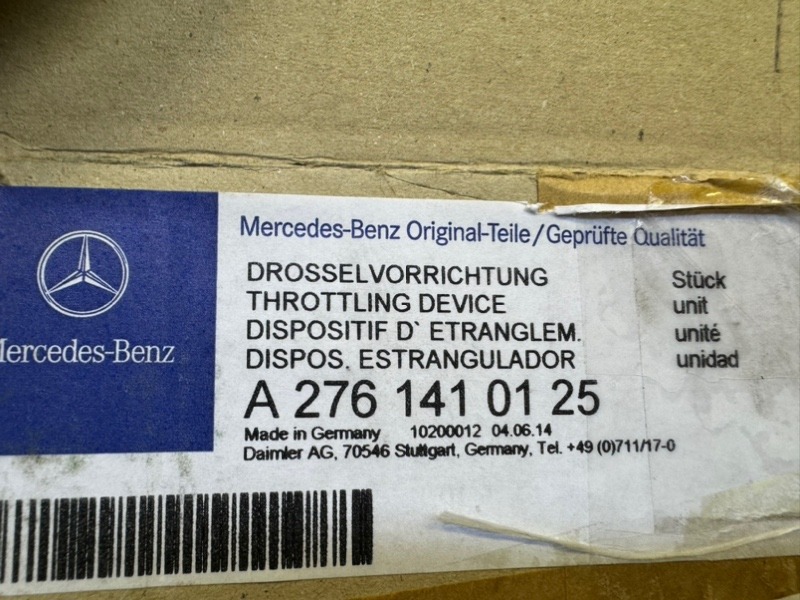 Mercedes-Benz Original-Teile/Geprüfte Qualität
DROSSELVORRICHTUNG Stück
THROTTLING DEVICE unit
DISPOSITIF D` ETRANGLEM. unité
DISPOS. ESTRANGULADOR unidad
Mercedes-Benz
A 276 141 01 25
Made in Germany 10200012 04.06.14
Daimler AG, 70546 Stuttgart, Germany, Tel. +49 (0)711/17-0